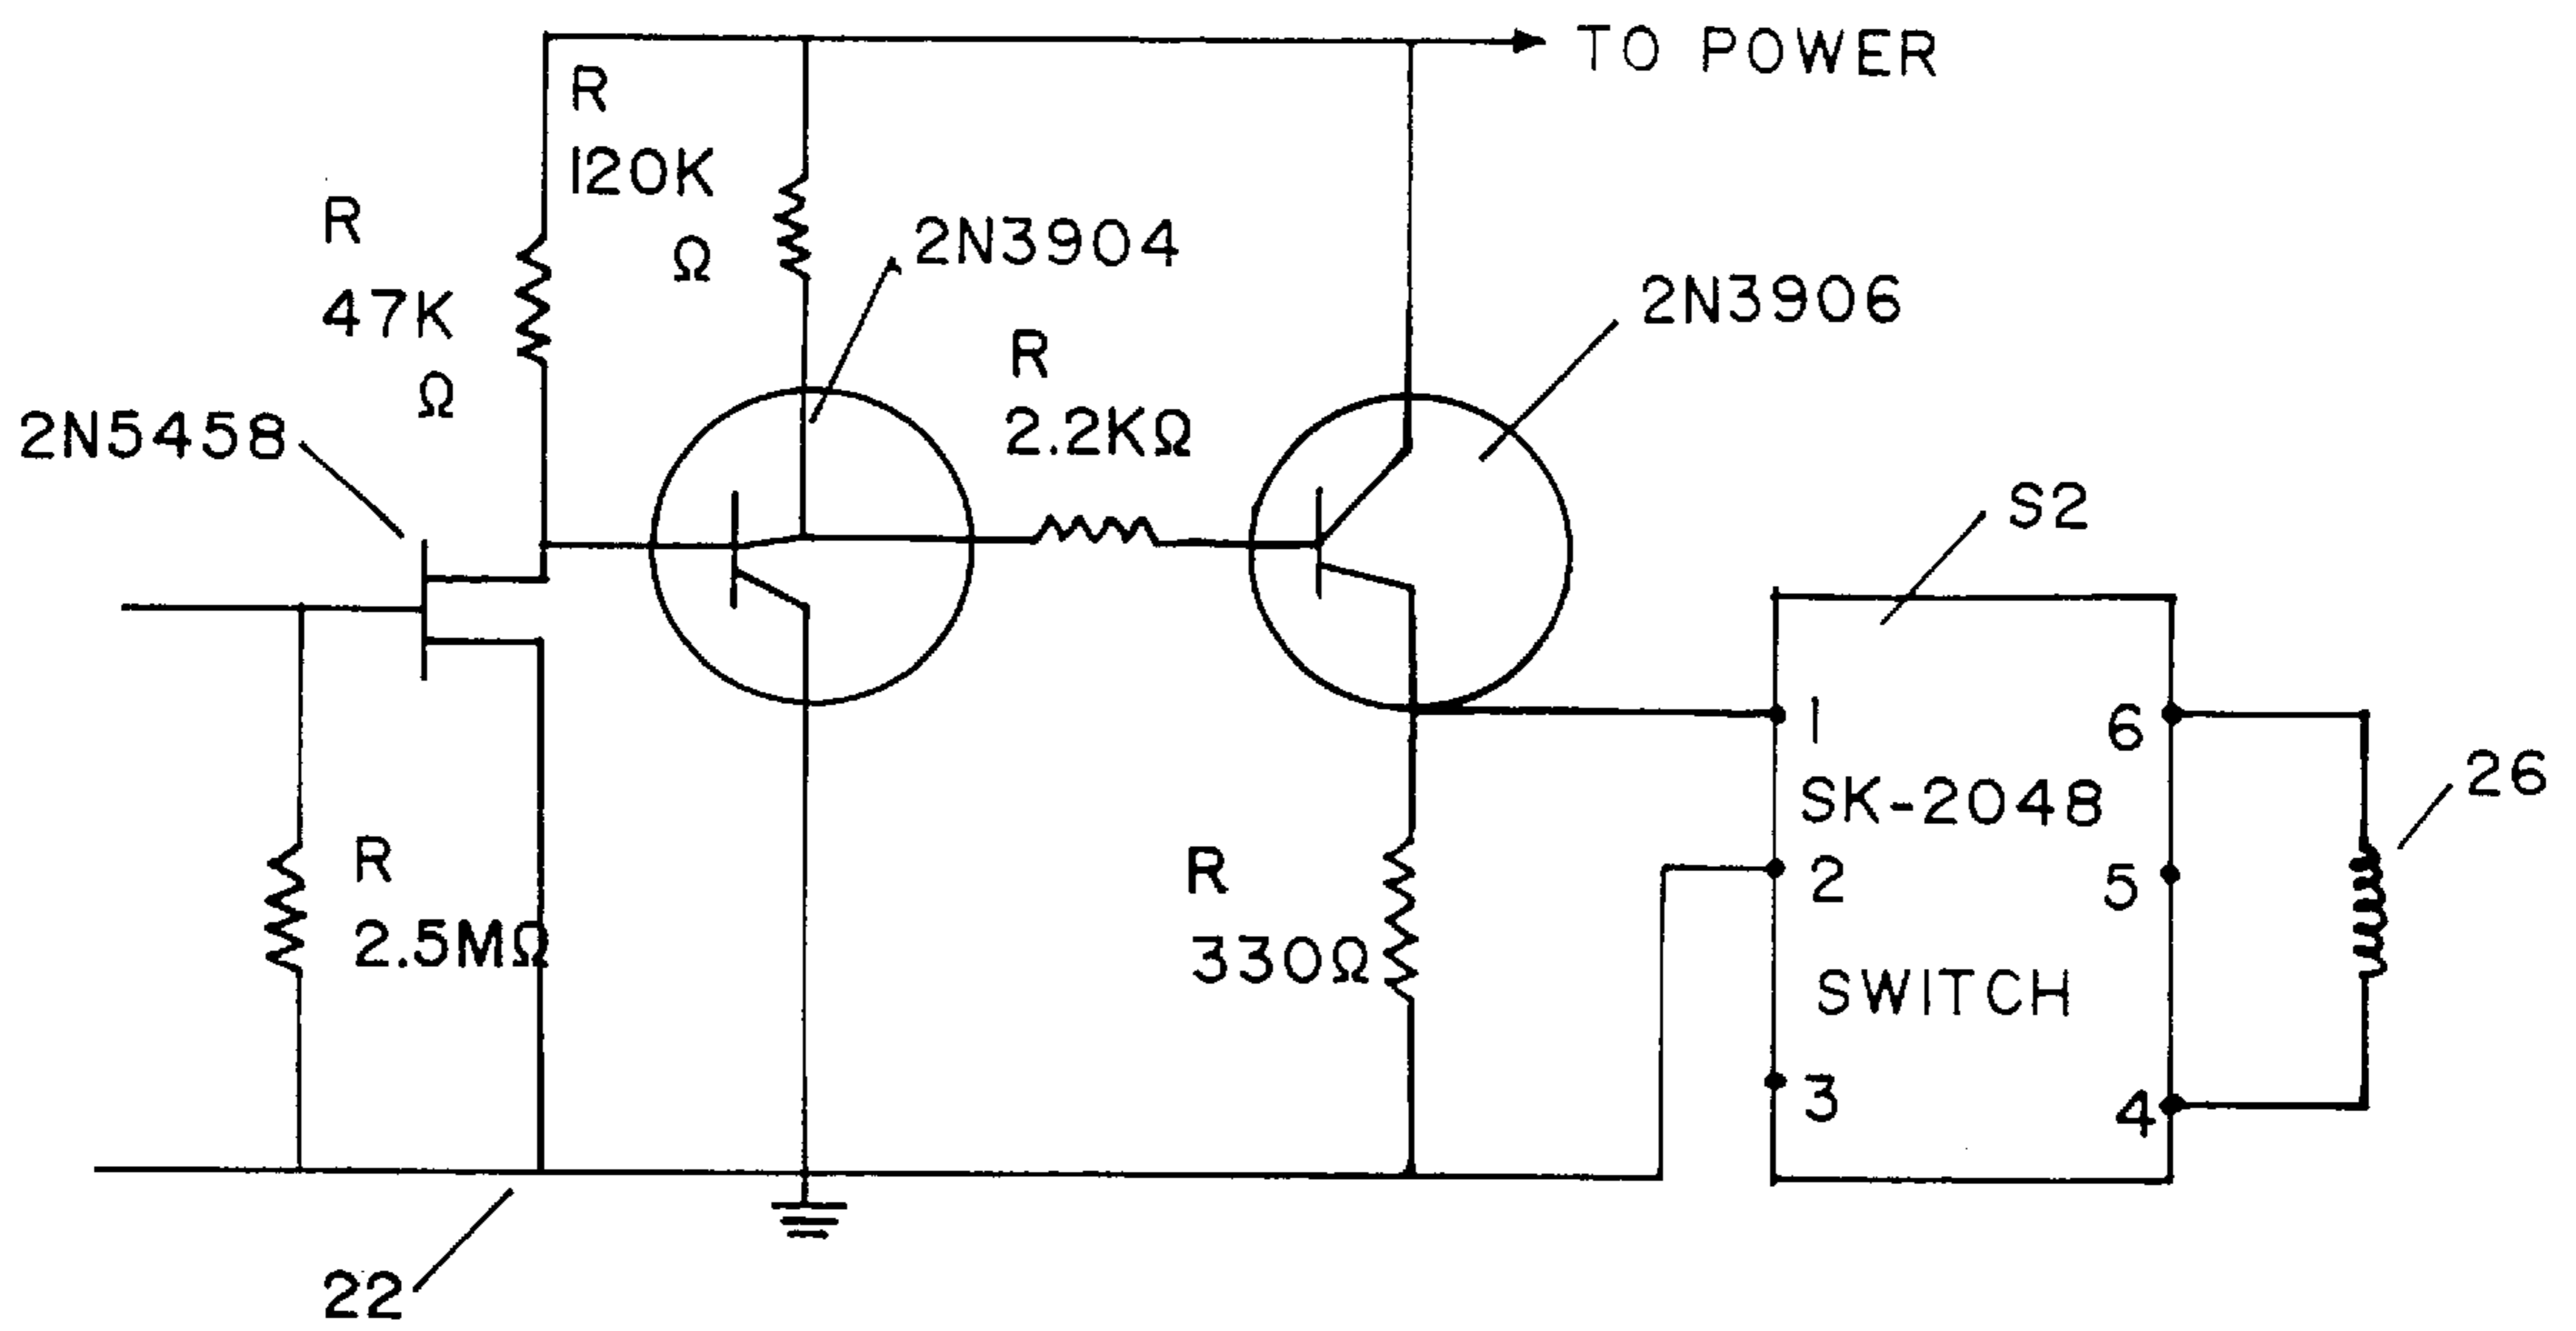 TO POWER
R
120K
Ω
R
47K
Ω
2N3904
2N3906
R
2.2KΩ
2N5458
S2
1
6
SK-2048
26
2
5
R
2.5MΩ
R
330Ω
SWITCH
3
4
22